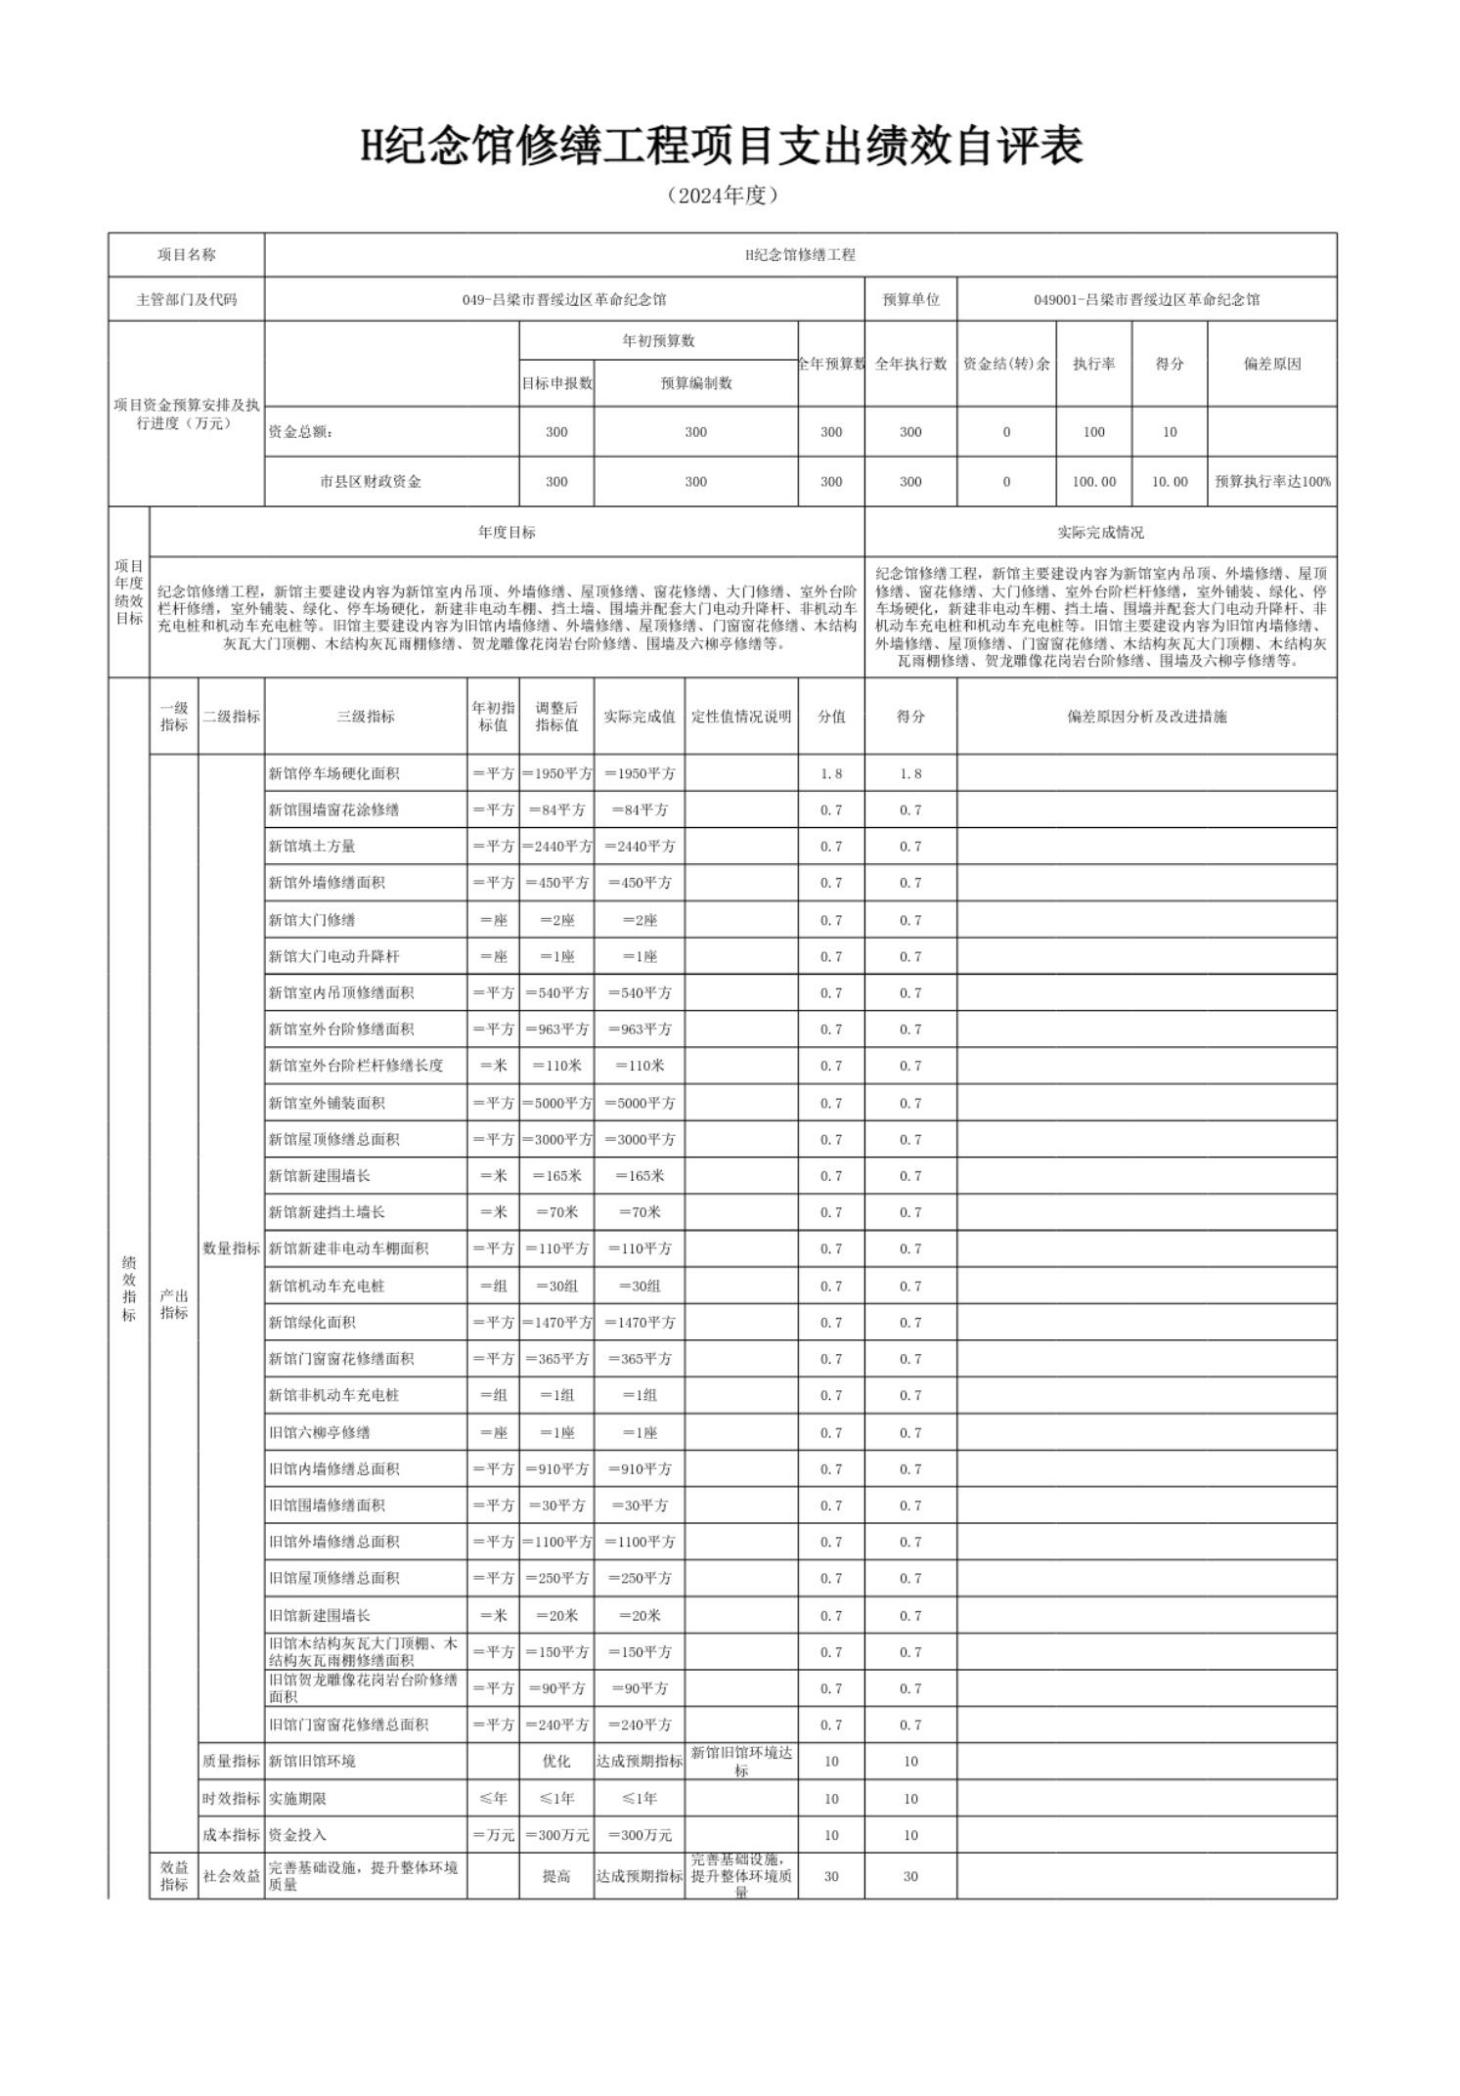 H纪念馆修缮工程项目支出绩效自评表
（2024年度）
项目名称 H纪念馆修缮工程
主管部门及代码 049-吕梁市晋绥边区革命纪念馆 预算单位 049001-吕梁市晋绥边区革命纪念馆
项目资金预算安排及执
行进度（万元）
年初预算数 全年预算数 全年执行数 资金结(转)余 执行率 得分 偏差原因
目标申报数 预算编制数
资金总额： 300 300 300 300 0 100 10
市县区财政资金 300 300 300 300 0 100.00 10.00 预算执行率达100%
项目
年度
绩效
目标
年度目标 实际完成情况
纪念馆修缮工程，新馆主要建设内容为新馆室内吊顶、外墙修缮、屋顶修缮、窗花修缮、大门修缮、室外台阶
栏杆修缮，室外铺装、绿化、停车场硬化，新建非电动车棚、挡土墙、围墙并配套大门电动升降杆、非机动车
充电桩和机动车充电桩等。旧馆主要建设内容为旧馆内墙修缮、外墙修缮、屋顶修缮、门窗窗花修缮、木结构
灰瓦大门顶棚、木结构灰瓦雨棚修缮、贺龙雕像花岗岩台阶修缮、围墙及六柳亭修缮等。
纪念馆修缮工程，新馆主要建设内容为新馆室内吊顶、外墙修缮、屋顶
修缮、窗花修缮、大门修缮、室外台阶栏杆修缮，室外铺装、绿化、停
车场硬化，新建非电动车棚、挡土墙、围墙并配套大门电动升降杆、非
机动车充电桩和机动车充电桩等。旧馆主要建设内容为旧馆内墙修缮、
外墙修缮、屋顶修缮、门窗窗花修缮、木结构灰瓦大门顶棚、木结构灰
瓦雨棚修缮、贺龙雕像花岗岩台阶修缮、围墙及六柳亭修缮等。
绩
效
指
标
一级
指标
二级指标 三级指标
年初指
标值
调整后
指标值
实际完成值 定性值情况说明 分值 得分 偏差原因分析及改进措施
产出
指标
数量指标
新馆停车场硬化面积 ＝平方 ＝1950平方 ＝1950平方 1.8 1.8
新馆围墙窗花涂修缮 ＝平方 ＝84平方 ＝84平方 0.7 0.7
新馆填土方量 ＝平方 ＝2440平方 ＝2440平方 0.7 0.7
新馆外墙修缮面积 ＝平方 ＝450平方 ＝450平方 0.7 0.7
新馆大门修缮 ＝座 ＝2座 ＝2座 0.7 0.7
新馆大门电动升降杆 ＝座 ＝1座 ＝1座 0.7 0.7
新馆室内吊顶修缮面积 ＝平方 ＝540平方 ＝540平方 0.7 0.7
新馆室外台阶修缮面积 ＝平方 ＝963平方 ＝963平方 0.7 0.7
新馆室外台阶栏杆修缮长度 ＝米 ＝110米 ＝110米 0.7 0.7
新馆室外铺装面积 ＝平方 ＝5000平方 ＝5000平方 0.7 0.7
新馆屋顶修缮总面积 ＝平方 ＝3000平方 ＝3000平方 0.7 0.7
新馆新建围墙长 ＝米 ＝165米 ＝165米 0.7 0.7
新馆新建挡土墙长 ＝米 ＝70米 ＝70米 0.7 0.7
新馆新建非电动车棚面积 ＝平方 ＝110平方 ＝110平方 0.7 0.7
新馆机动车充电桩 ＝组 ＝30组 ＝30组 0.7 0.7
新馆绿化面积 ＝平方 ＝1470平方 ＝1470平方 0.7 0.7
新馆门窗窗花修缮面积 ＝平方 ＝365平方 ＝365平方 0.7 0.7
新馆非机动车充电桩 ＝组 ＝1组 ＝1组 0.7 0.7
旧馆六柳亭修缮 ＝座 ＝1座 ＝1座 0.7 0.7
旧馆内墙修缮总面积 ＝平方 ＝910平方 ＝910平方 0.7 0.7
旧馆围墙修缮面积 ＝平方 ＝30平方 ＝30平方 0.7 0.7
旧馆外墙修缮总面积 ＝平方 ＝1100平方 ＝1100平方 0.7 0.7
旧馆屋顶修缮总面积 ＝平方 ＝250平方 ＝250平方 0.7 0.7
旧馆新建围墙长 ＝米 ＝20米 ＝20米 0.7 0.7
旧馆木结构灰瓦大门顶棚、木
结构灰瓦雨棚修缮面积 ＝平方 ＝150平方 ＝150平方 0.7 0.7
旧馆贺龙雕像花岗岩台阶修缮
面积 ＝平方 ＝90平方 ＝90平方 0.7 0.7
旧馆门窗窗花修缮总面积 ＝平方 ＝240平方 ＝240平方 0.7 0.7
质量指标 新馆旧馆环境 优化 达成预期指标 新馆旧馆环境达
标 10 10
时效指标 实施期限 ≤年 ≤1年 ≤1年 10 10
成本指标 资金投入 ＝万元 ＝300万元 ＝300万元 10 10
效益
指标
社会效益 完善基础设施，提升整体环境
质量
提高 达成预期指标
完善基础设施，
提升整体环境质
量
30 30